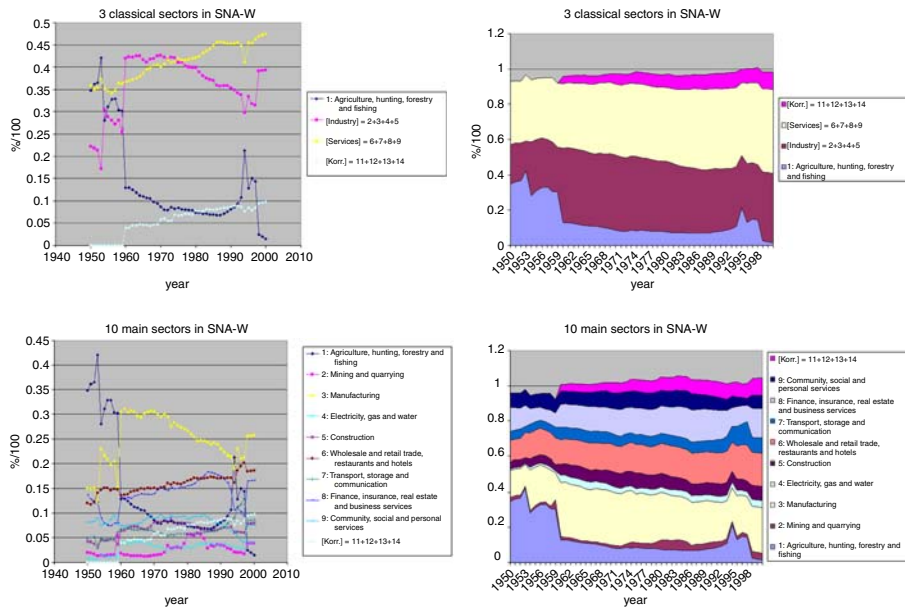 3 classical sectors in SNA-W
0.5
0.45
0.4
0.35
0.3
0.25
0.2
0.15
0.1
0.05
0
%/100
1940
1950
1960
1970
1980
1990
2000
2010
year
1: Agriculture, hunting, forestry
and fishing
[Industry] = 2+3+4+5
[Services] = 6+7+8+9
[Korr.] = 11+12+13+14
3 classical sectors in SNA-W
1.2
1
0.8
0.6
0.4
0.2
0
%/100
1950
1953
1956
1959
1962
1965
1968
1971
1974
1977
1980
1983
1986
1989
1992
1995
1998
year
[Korr.] = 11+12+13+14
[Services] = 6+7+8+9
[Industry] = 2+3+4+5
1: Agriculture, hunting, forestry
and fishing
10 main sectors in SNA-W
0.45
0.4
0.35
0.3
0.25
0.2
0.15
0.1
0.05
0
%/100
1940
1950
1960
1970
1980
1990
2000
2010
year
1: Agriculture, hunting, forestry and
fishing
2: Mining and quarrying
3: Manufacturing
4: Electricity, gas and water
5: Construction
6: Wholesale and retail trade,
restaurants and hotels
7: Transport, storage and
communication
8: Finance, insurance, real estate
and business services
9: Community, social and personal
services
[Korr.] = 11+12+13+14
10 main sectors in SNA-W
1.2
1
0.8
0.6
0.4
0.2
0
%/100
1950
1953
1956
1959
1962
1965
1968
1971
1974
1977
1980
1983
1986
1989
1992
1995
1998
year
[Korr.] = 11+12+13+14
9: Community, social and
personal services
8: Finance, insurance, real estate
and business services
7: Transport, storage and
communication
6: Wholesale and retail trade,
restaurants and hotels
5: Construction
4: Electricity, gas and water
3: Manufacturing
2: Mining and quarrying
1: Agriculture, hunting, forestry and
fishing